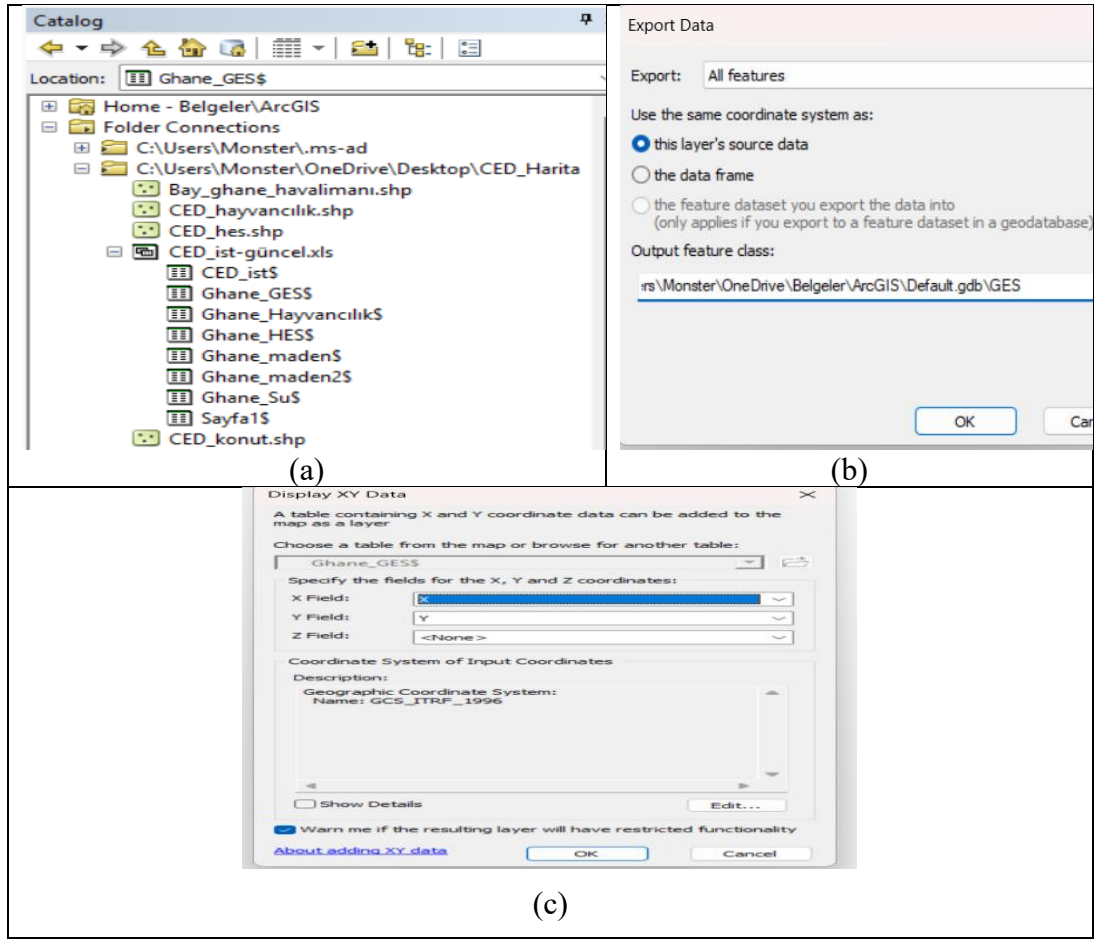 Catalog
Location: Ghane_GES$
Home - Belgeler\ArcGIS
Folder Connections
C:\Users\Monster\.ms-ad
C:\Users\Monster\OneDrive\Desktop\CED_Harita
Bay_ghane_havalimanı.shp
CED_hayvancılık.shp
CED_hes.shp
CED_ist-güncel.xls
CED_ist$
Ghane_GES$
Ghane_Hayvancılık$
Ghane_HES$
Ghane_maden$
Ghane_maden2$
Ghane_Su$
Sayfa1$
CED_konut.shp
(a)
Export Data
Export: All features
Use the same coordinate system as:
this layer's source data
the data frame
the feature dataset you export the data into
(only applies if you export to a feature dataset in a geodatabase)
Output feature class:
rs\Monster\OneDrive\Belgeler\ArcGIS\Default.gdb\GES
OK Car
(b)
Display XY Data
A table containing X and Y coordinate data can be added to the
map as a layer
Choose a table from the map or browse for another table:
Ghane_GES$
Specify the fields for the X, Y and Z coordinates:
X Field: X
Y Field: Y
Z Field: <None>
Coordinate System of Input Coordinates
Description:
Geographic Coordinate System:
Name: GCS_ITRF_1996
Show Details Edit...
Warn me if the resulting layer will have restricted functionality
About adding XY data OK Cancel
(c)